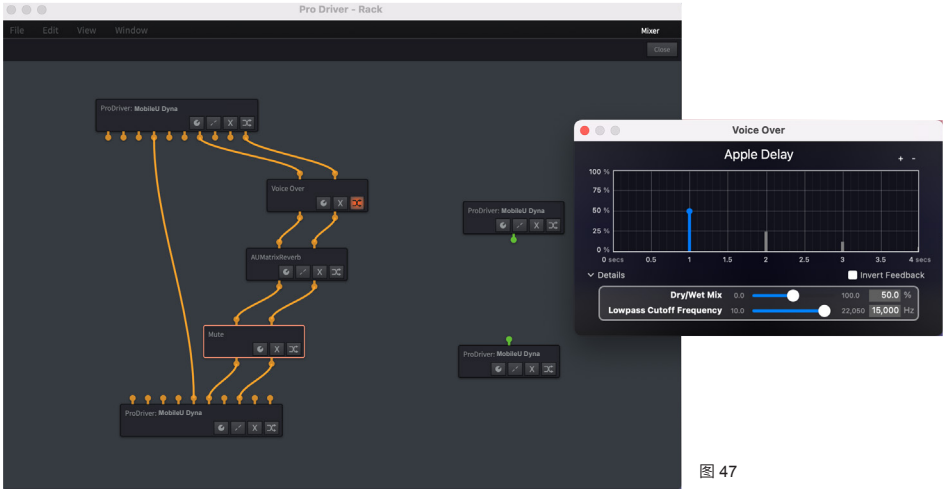 Pro Driver - Rack
File Edit View Window
Mixer
Close
ProDriver: MobileU Dyna
X
Voice Over
X
AUMatrixReverb
X
Mute
X
ProDriver: MobileU Dyna
X
ProDriver: MobileU Dyna
X
ProDriver: MobileU Dyna
X
Voice Over
Apple Delay
+ -
100 %
75 %
50 %
25 %
0 %
0 secs 0.5 1 1.5 2 2.5 3 3.5 4 secs
Details
Invert Feedback
Dry/Wet Mix 0.0 100.0 50.0 %
Lowpass Cutoff Frequency 10.0 22,050 15,000 Hz
图 47